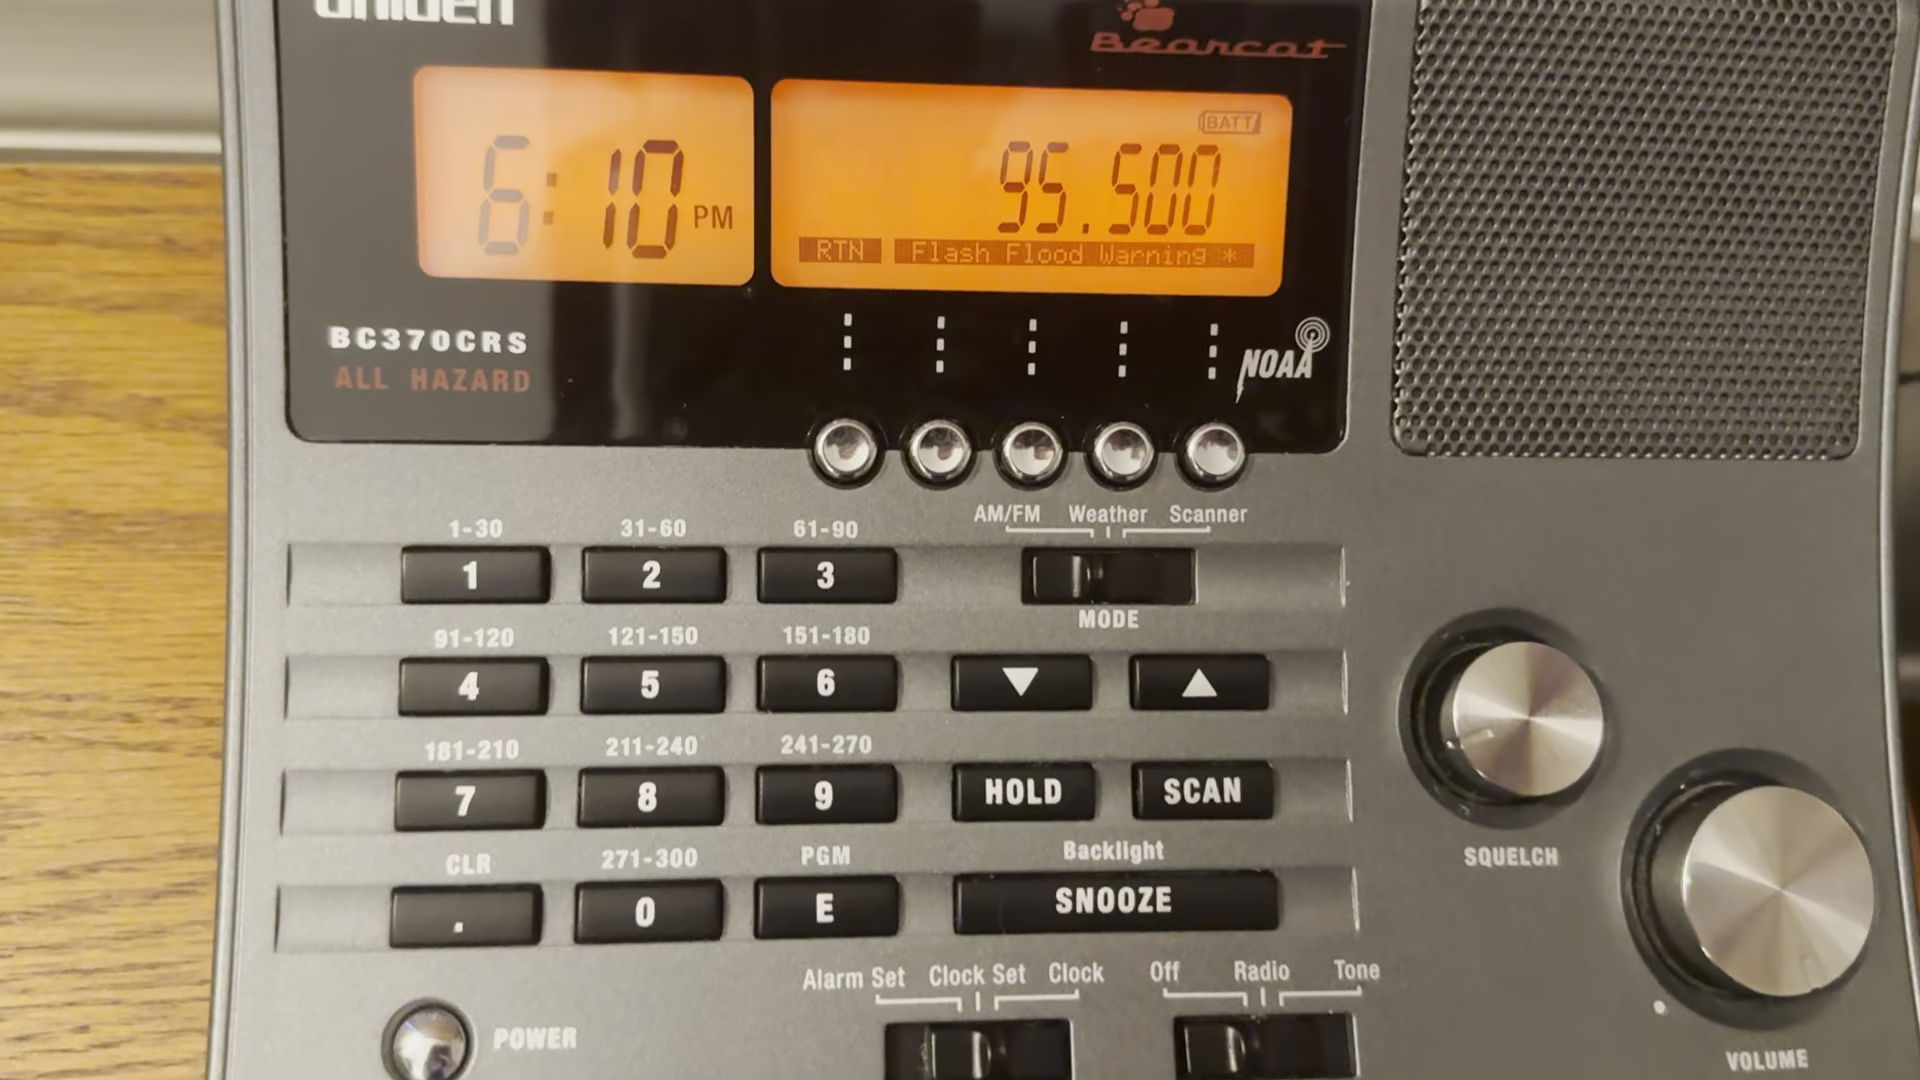 uniden
Bearcat
6:10 PM
BATT
95.500
RTN Flash Flood Warning *
BC370CRS
ALL HAZARD
NOAA
AM/FM Weather Scanner
MODE
1-30 31-60 61-90
1 2 3
91-120 121-150 151-180
4 5 6 ▼ ▲
181-210 211-240 241-270
7 8 9 HOLD SCAN
CLR 271-300 PGM Backlight
. 0 E SNOOZE
SQUELCH
Alarm Set Clock Set Clock Off Radio Tone
POWER
VOLUME